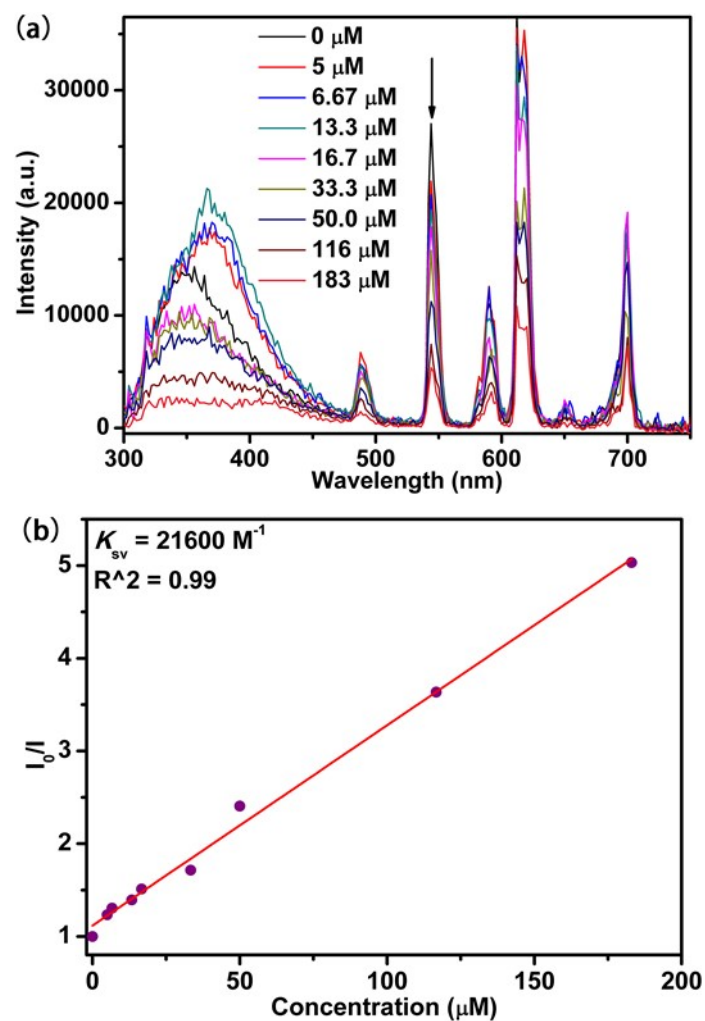 (a)
0 μM
5 μM
6.67 μM
13.3 μM
16.7 μM
33.3 μM
50.0 μM
116 μM
183 μM
Intensity (a.u.)
30000
20000
10000
0
300 400 500 600 700
Wavelength (nm)
(b)
Ksv = 21600 M-1
R^2 = 0.99
I0/I
5
4
3
2
1
0 50 100 150 200
Concentration (μM)